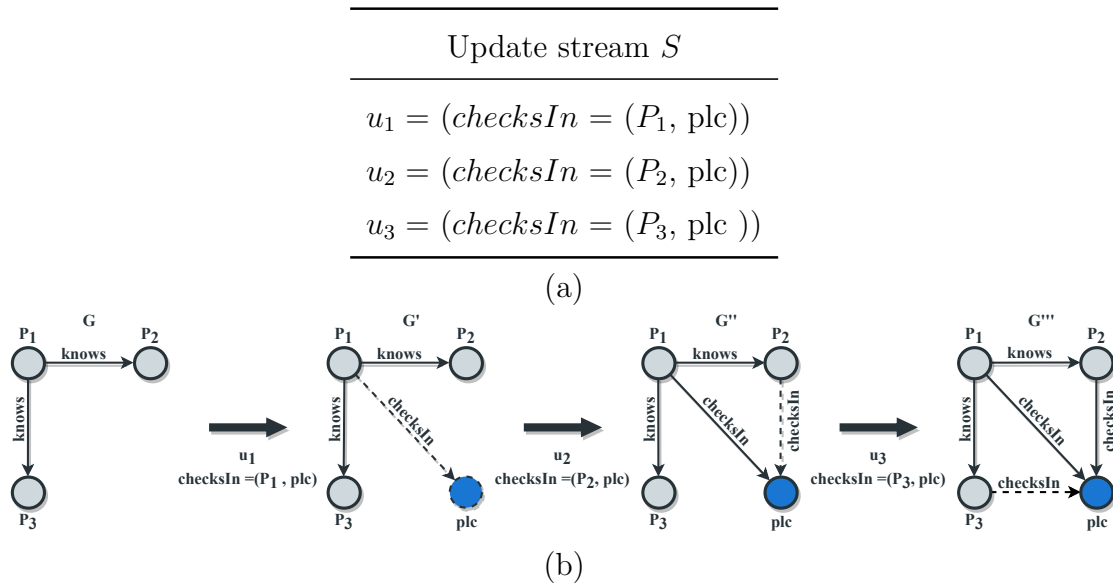 Update stream S
u₁ = (checksIn = (P₁, plc))
u₂ = (checksIn = (P₂, plc))
u₃ = (checksIn = (P₃, plc ))
(a)
P₁ G P₂
knows
knows
P₃
u₁
checksIn =(P₁ , plc)
P₁ G' P₂
knows
knows
checksIn
P₃
plc
u₂
checksIn =(P₂, plc)
P₁ G'' P₂
knows
knows
checksIn
checksIn
P₃
plc
u₃
checksIn =(P₃, plc)
P₁ G''' P₂
knows
knows
checksIn
checksIn
checksIn
P₃
plc
(b)